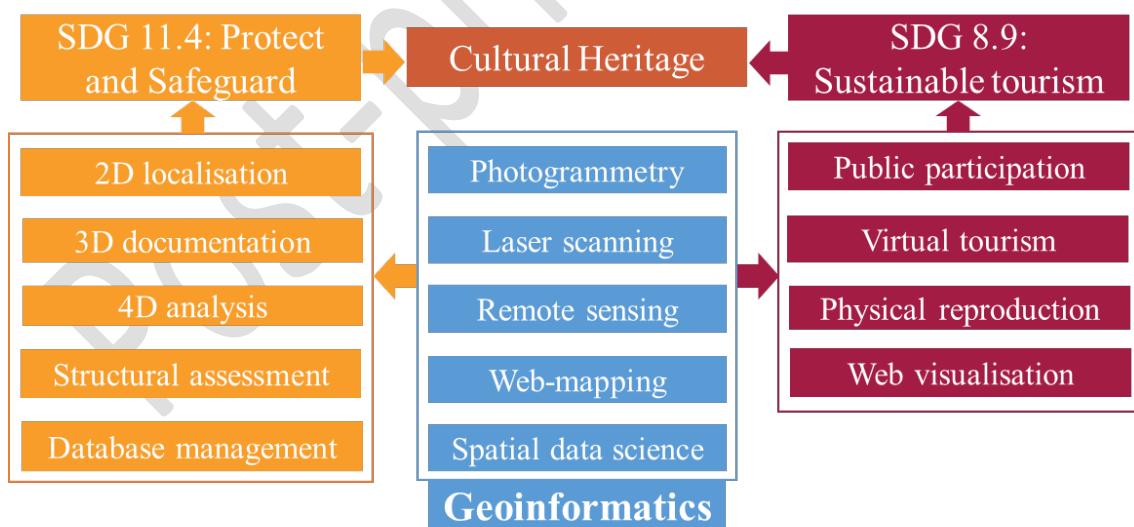 SDG 11.4: Protect
and Safeguard
Cultural Heritage
SDG 8.9:
Sustainable tourism
2D localisation
3D documentation
4D analysis
Structural assessment
Database management
Photogrammetry
Laser scanning
Remote sensing
Web-mapping
Spatial data science
Geoinformatics
Public participation
Virtual tourism
Physical reproduction
Web visualisation